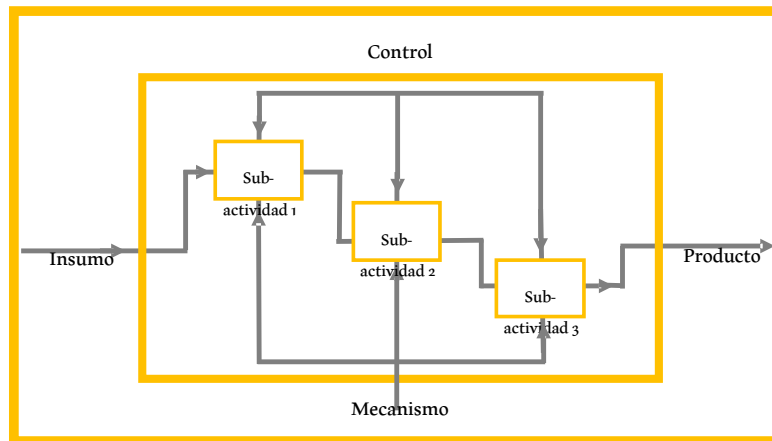 Control
Sub-
actividad 1
Sub-
actividad 2
Sub-
actividad 3
Insumo
Producto
Mecanismo